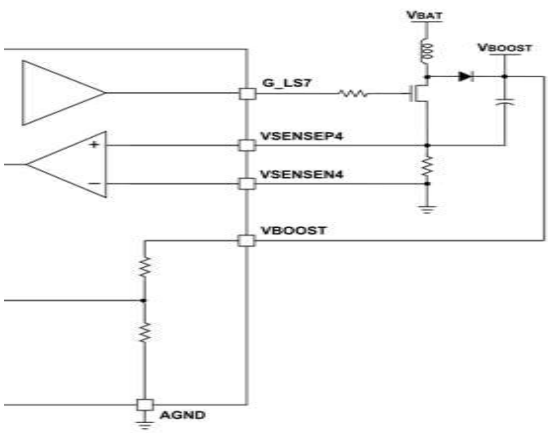 VBAT
VBOOST
G_LS7
VSENSEP4
+
VSENSEN4
−
VBOOST
AGND